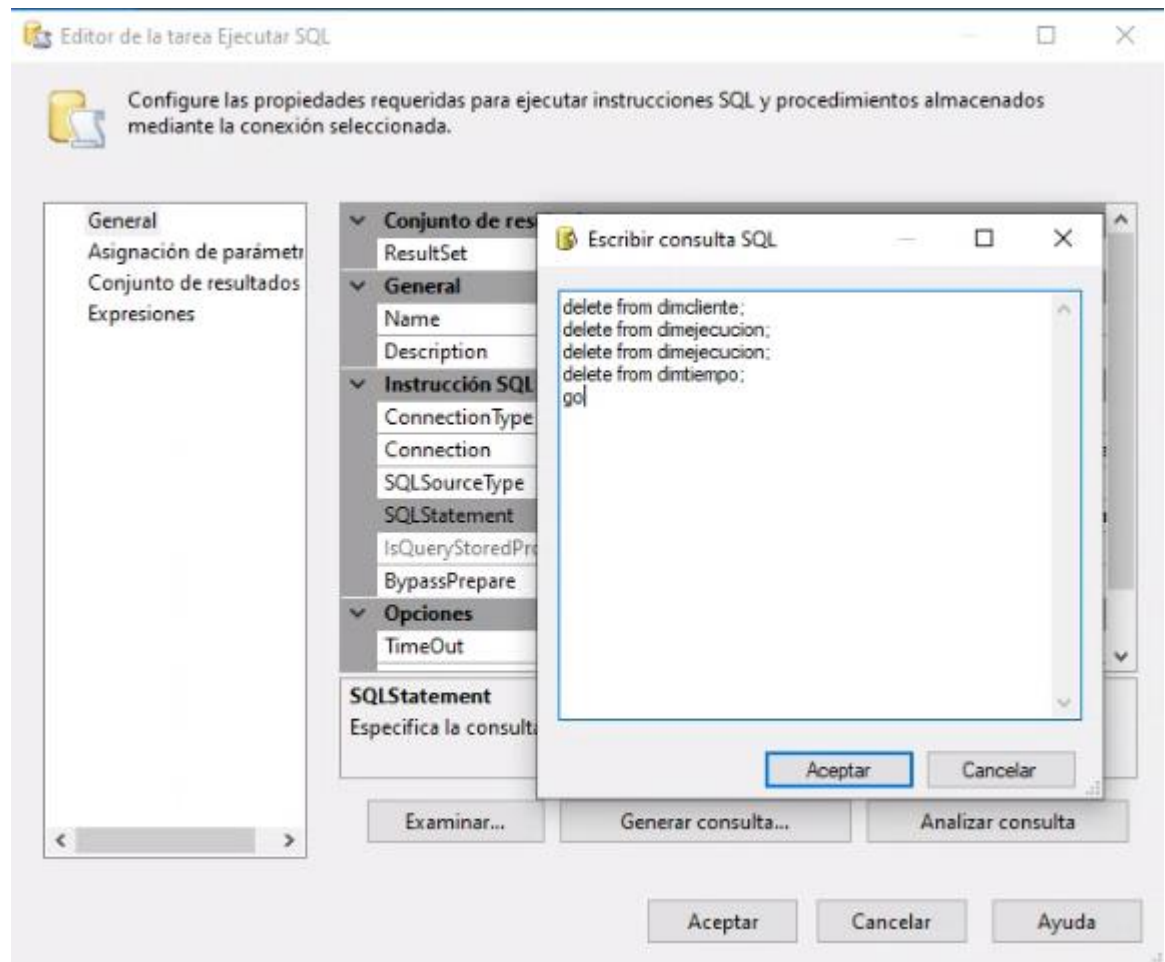 Editor de la tarea Ejecutar SQL
Configure las propiedades requeridas para ejecutar instrucciones SQL y procedimientos almacenados
mediante la conexión seleccionada.
General
Asignación de parámetr
Conjunto de resultados
Expresiones
Conjunto de res
ResultSet
General
Name
Description
Instrucción SQL
ConnectionType
Connection
SQLSourceType
SQLStatement
IsQueryStoredPro
BypassPrepare
Opciones
TimeOut
SQLStatement
Especifica la consulta
Escribir consulta SQL
delete from dimcliente;
delete from dimejecucion;
delete from dimejecucion;
delete from dimtiempo;
go
Aceptar Cancelar
Examinar... Generar consulta... Analizar consulta
Aceptar Cancelar Ayuda